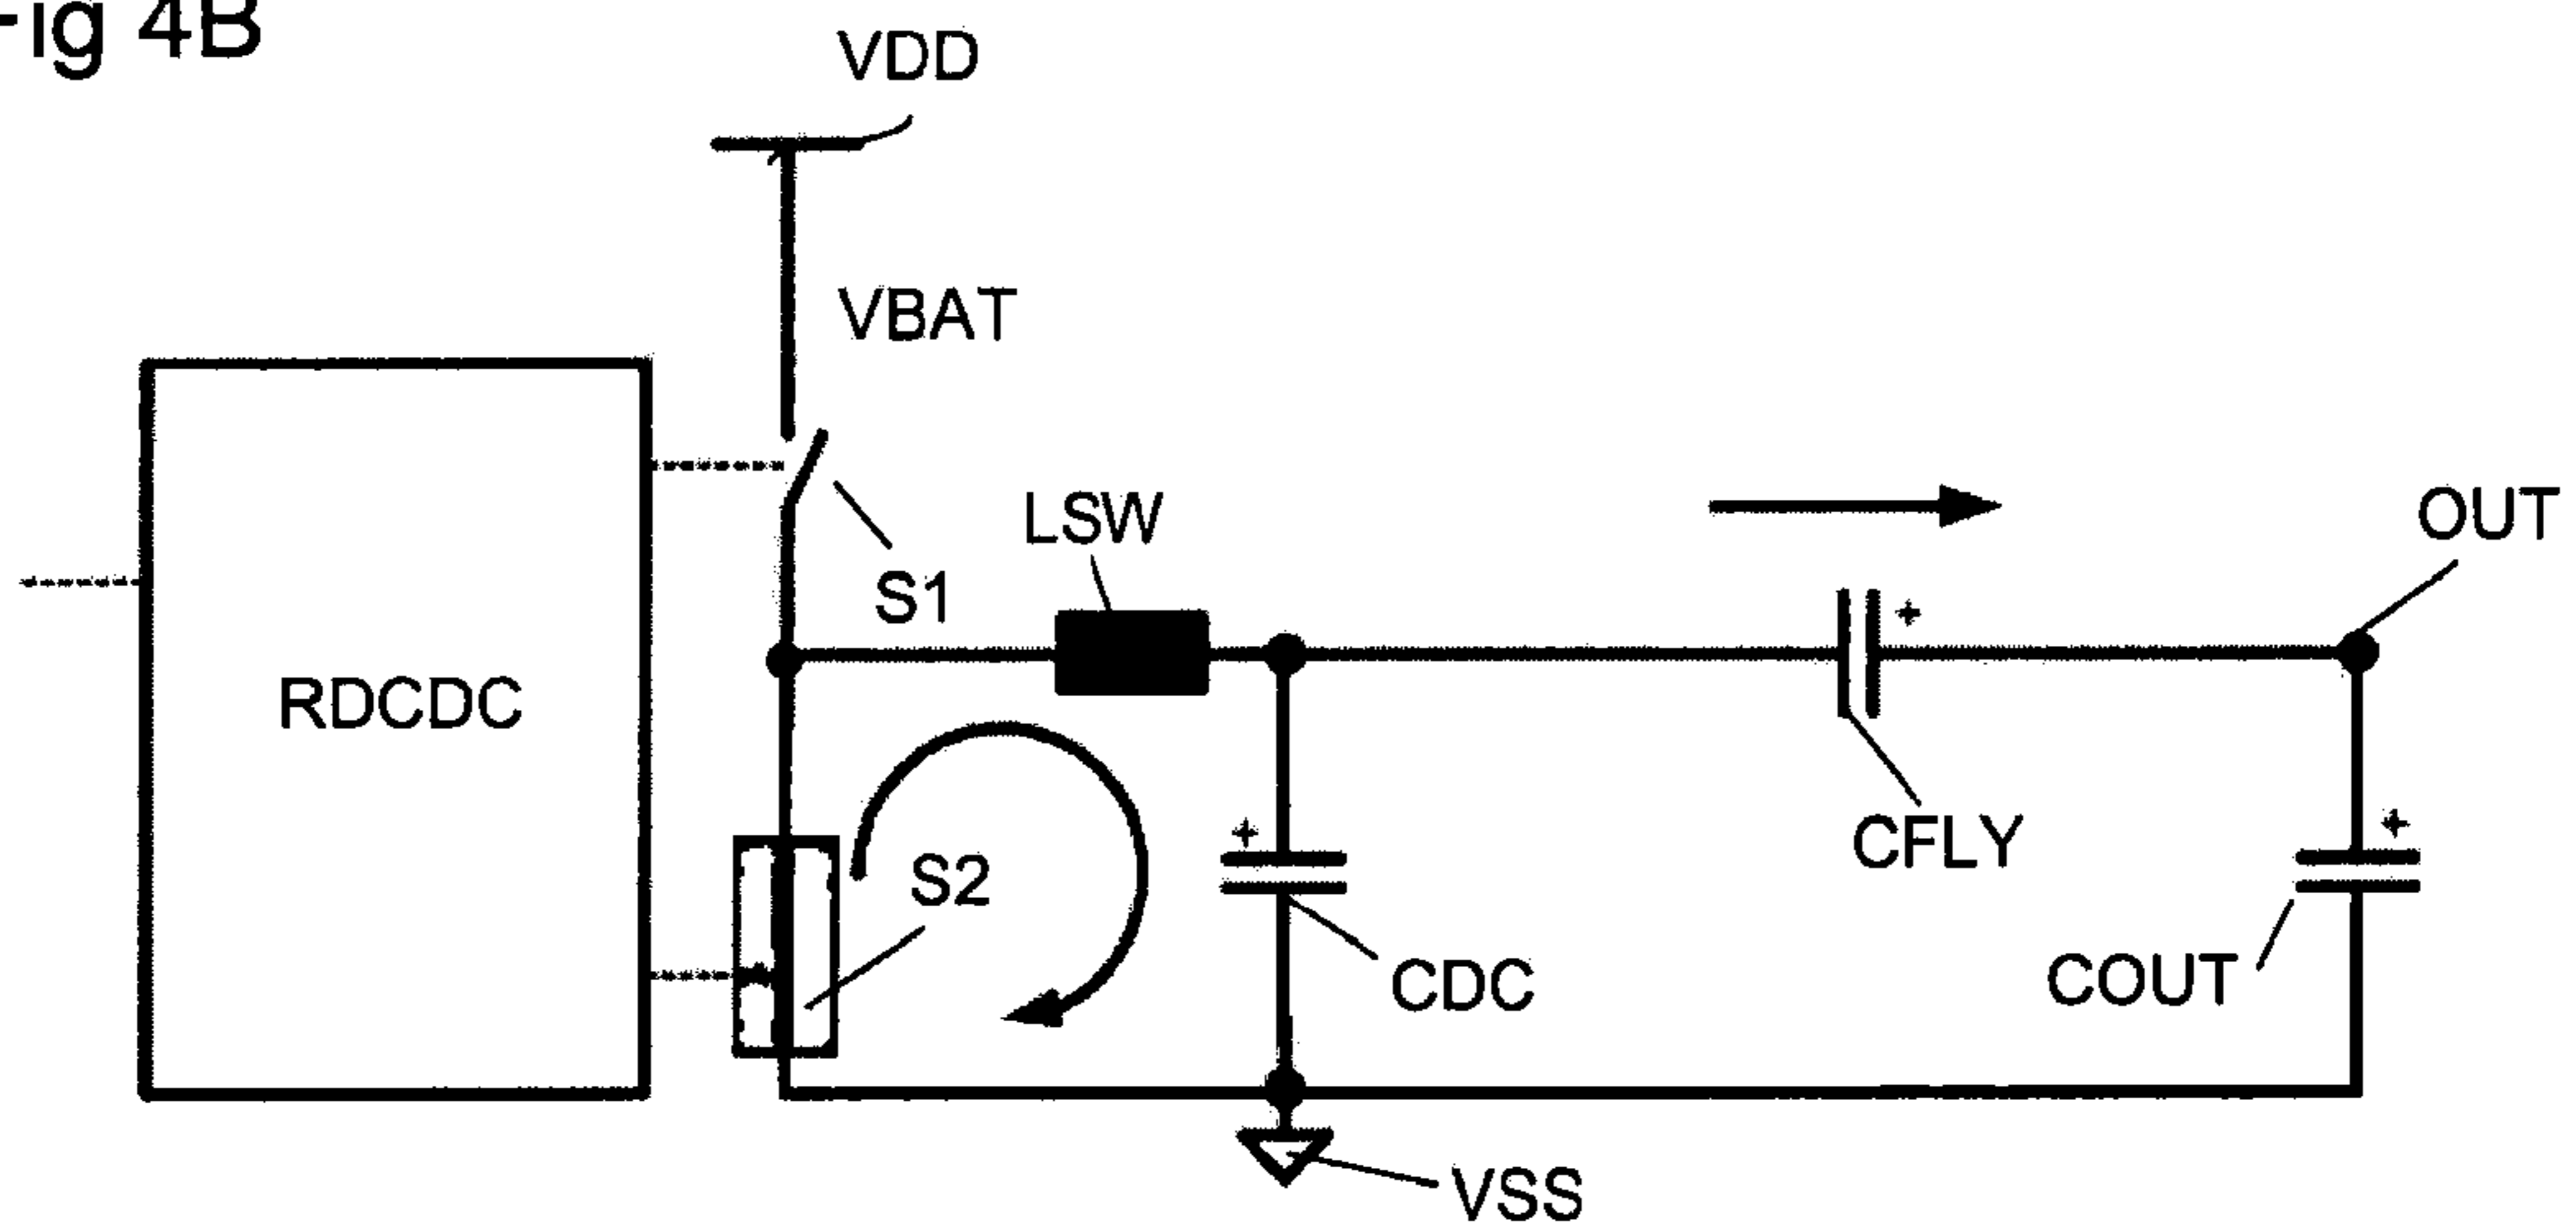 Fig 4B
VDD
VBAT
LSW
OUT
S1
RDCDC
CFLY
S2
CDC
COUT
VSS